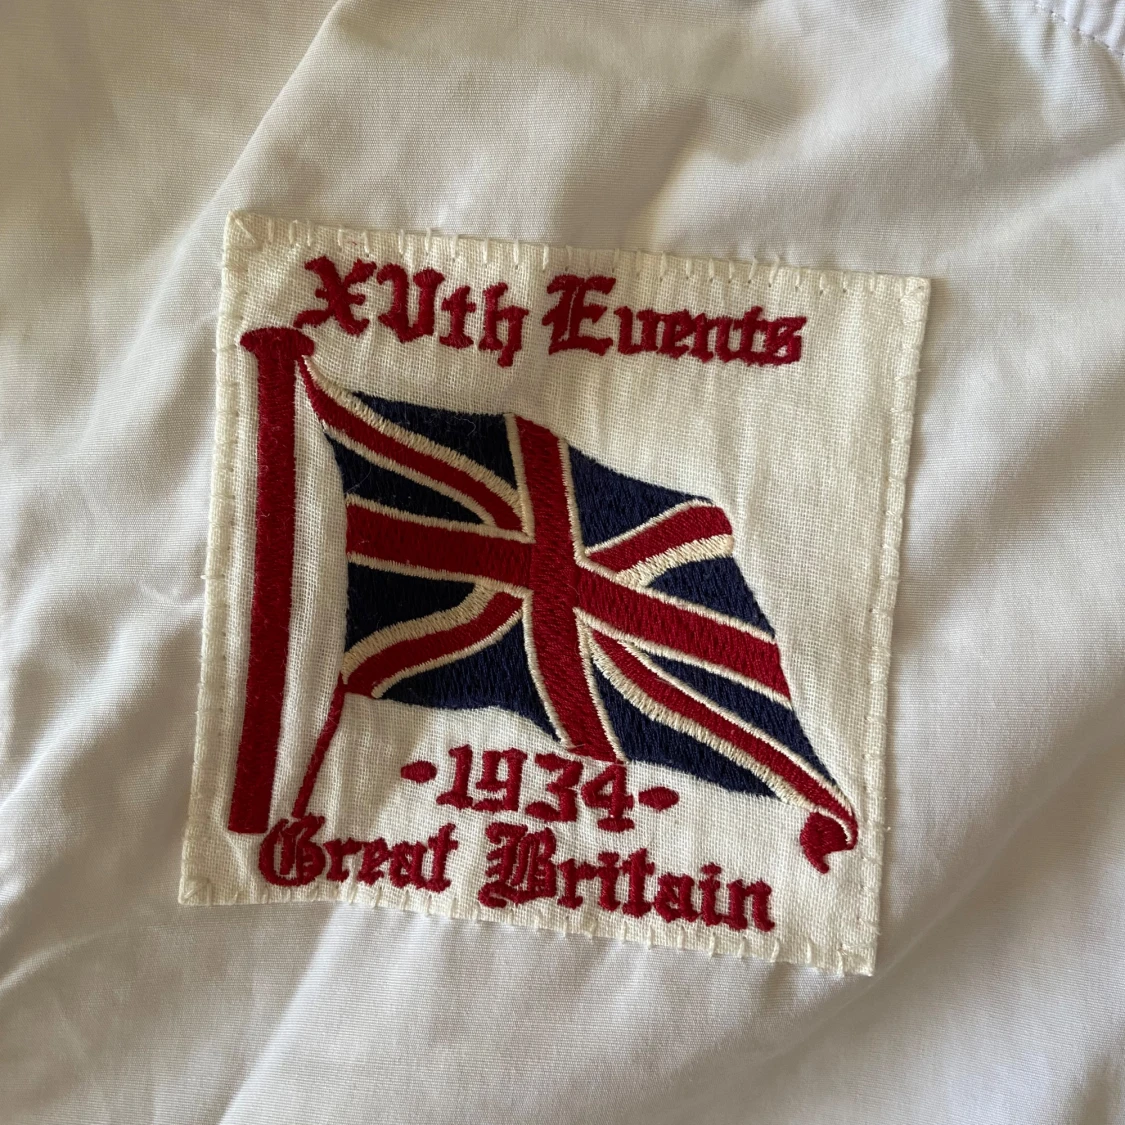 XVth Events
-1934-
Great Britain